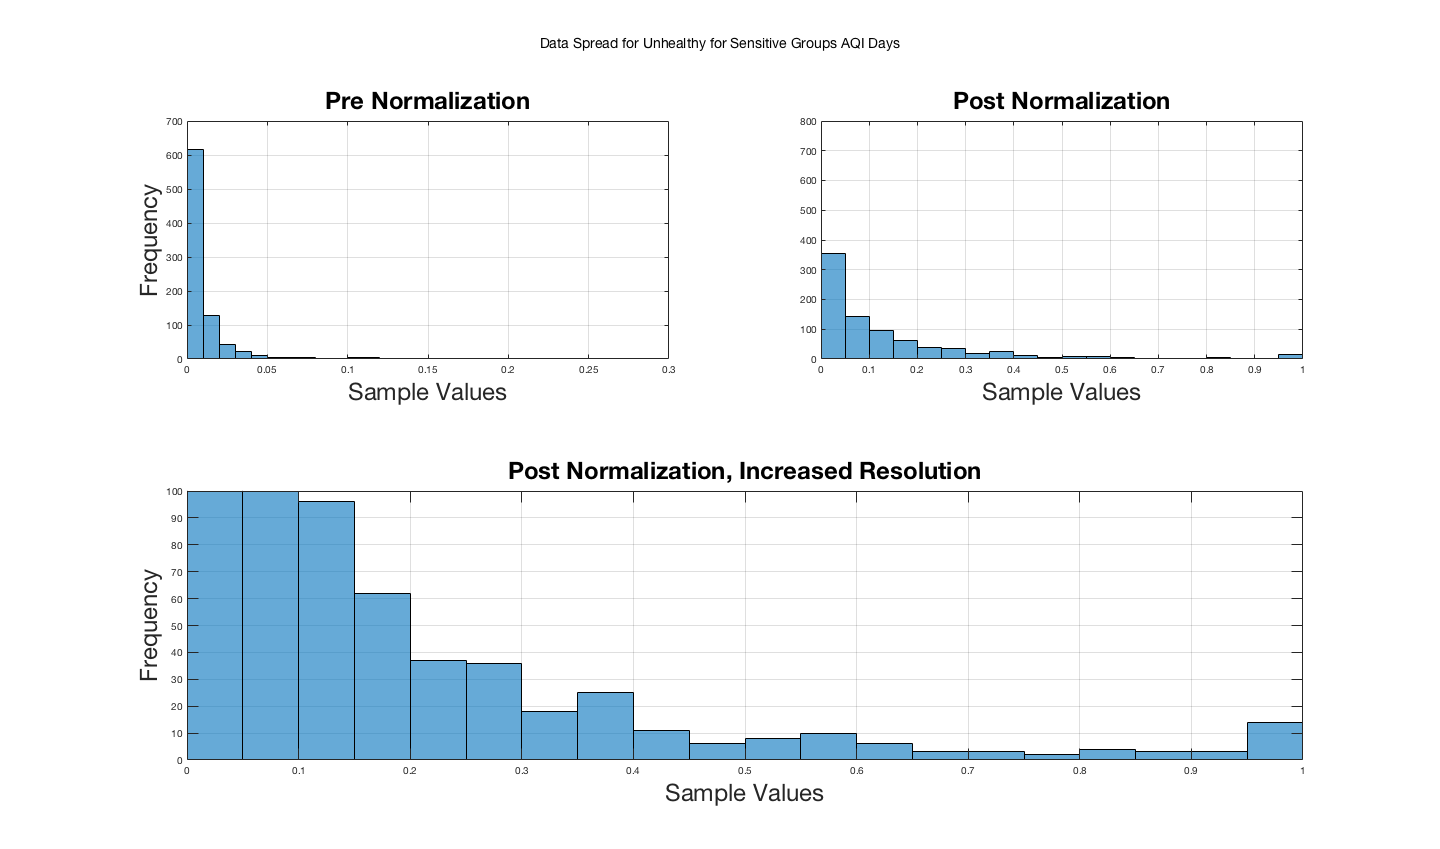 Data Spread for Unhealthy for Sensitive Groups AQI Days
Pre Normalization
700
600
500
400
300
200
100
0
Frequency
0 0.05 0.1 0.15 0.2 0.25 0.3
Sample Values
Post Normalization
800
700
600
500
400
300
200
100
0
0 0.1 0.2 0.3 0.4 0.5 0.6 0.7 0.8 0.9 1
Sample Values
Post Normalization, Increased Resolution
100
90
80
70
60
50
40
30
20
10
0
Frequency
0 0.1 0.2 0.3 0.4 0.5 0.6 0.7 0.8 0.9 1
Sample Values